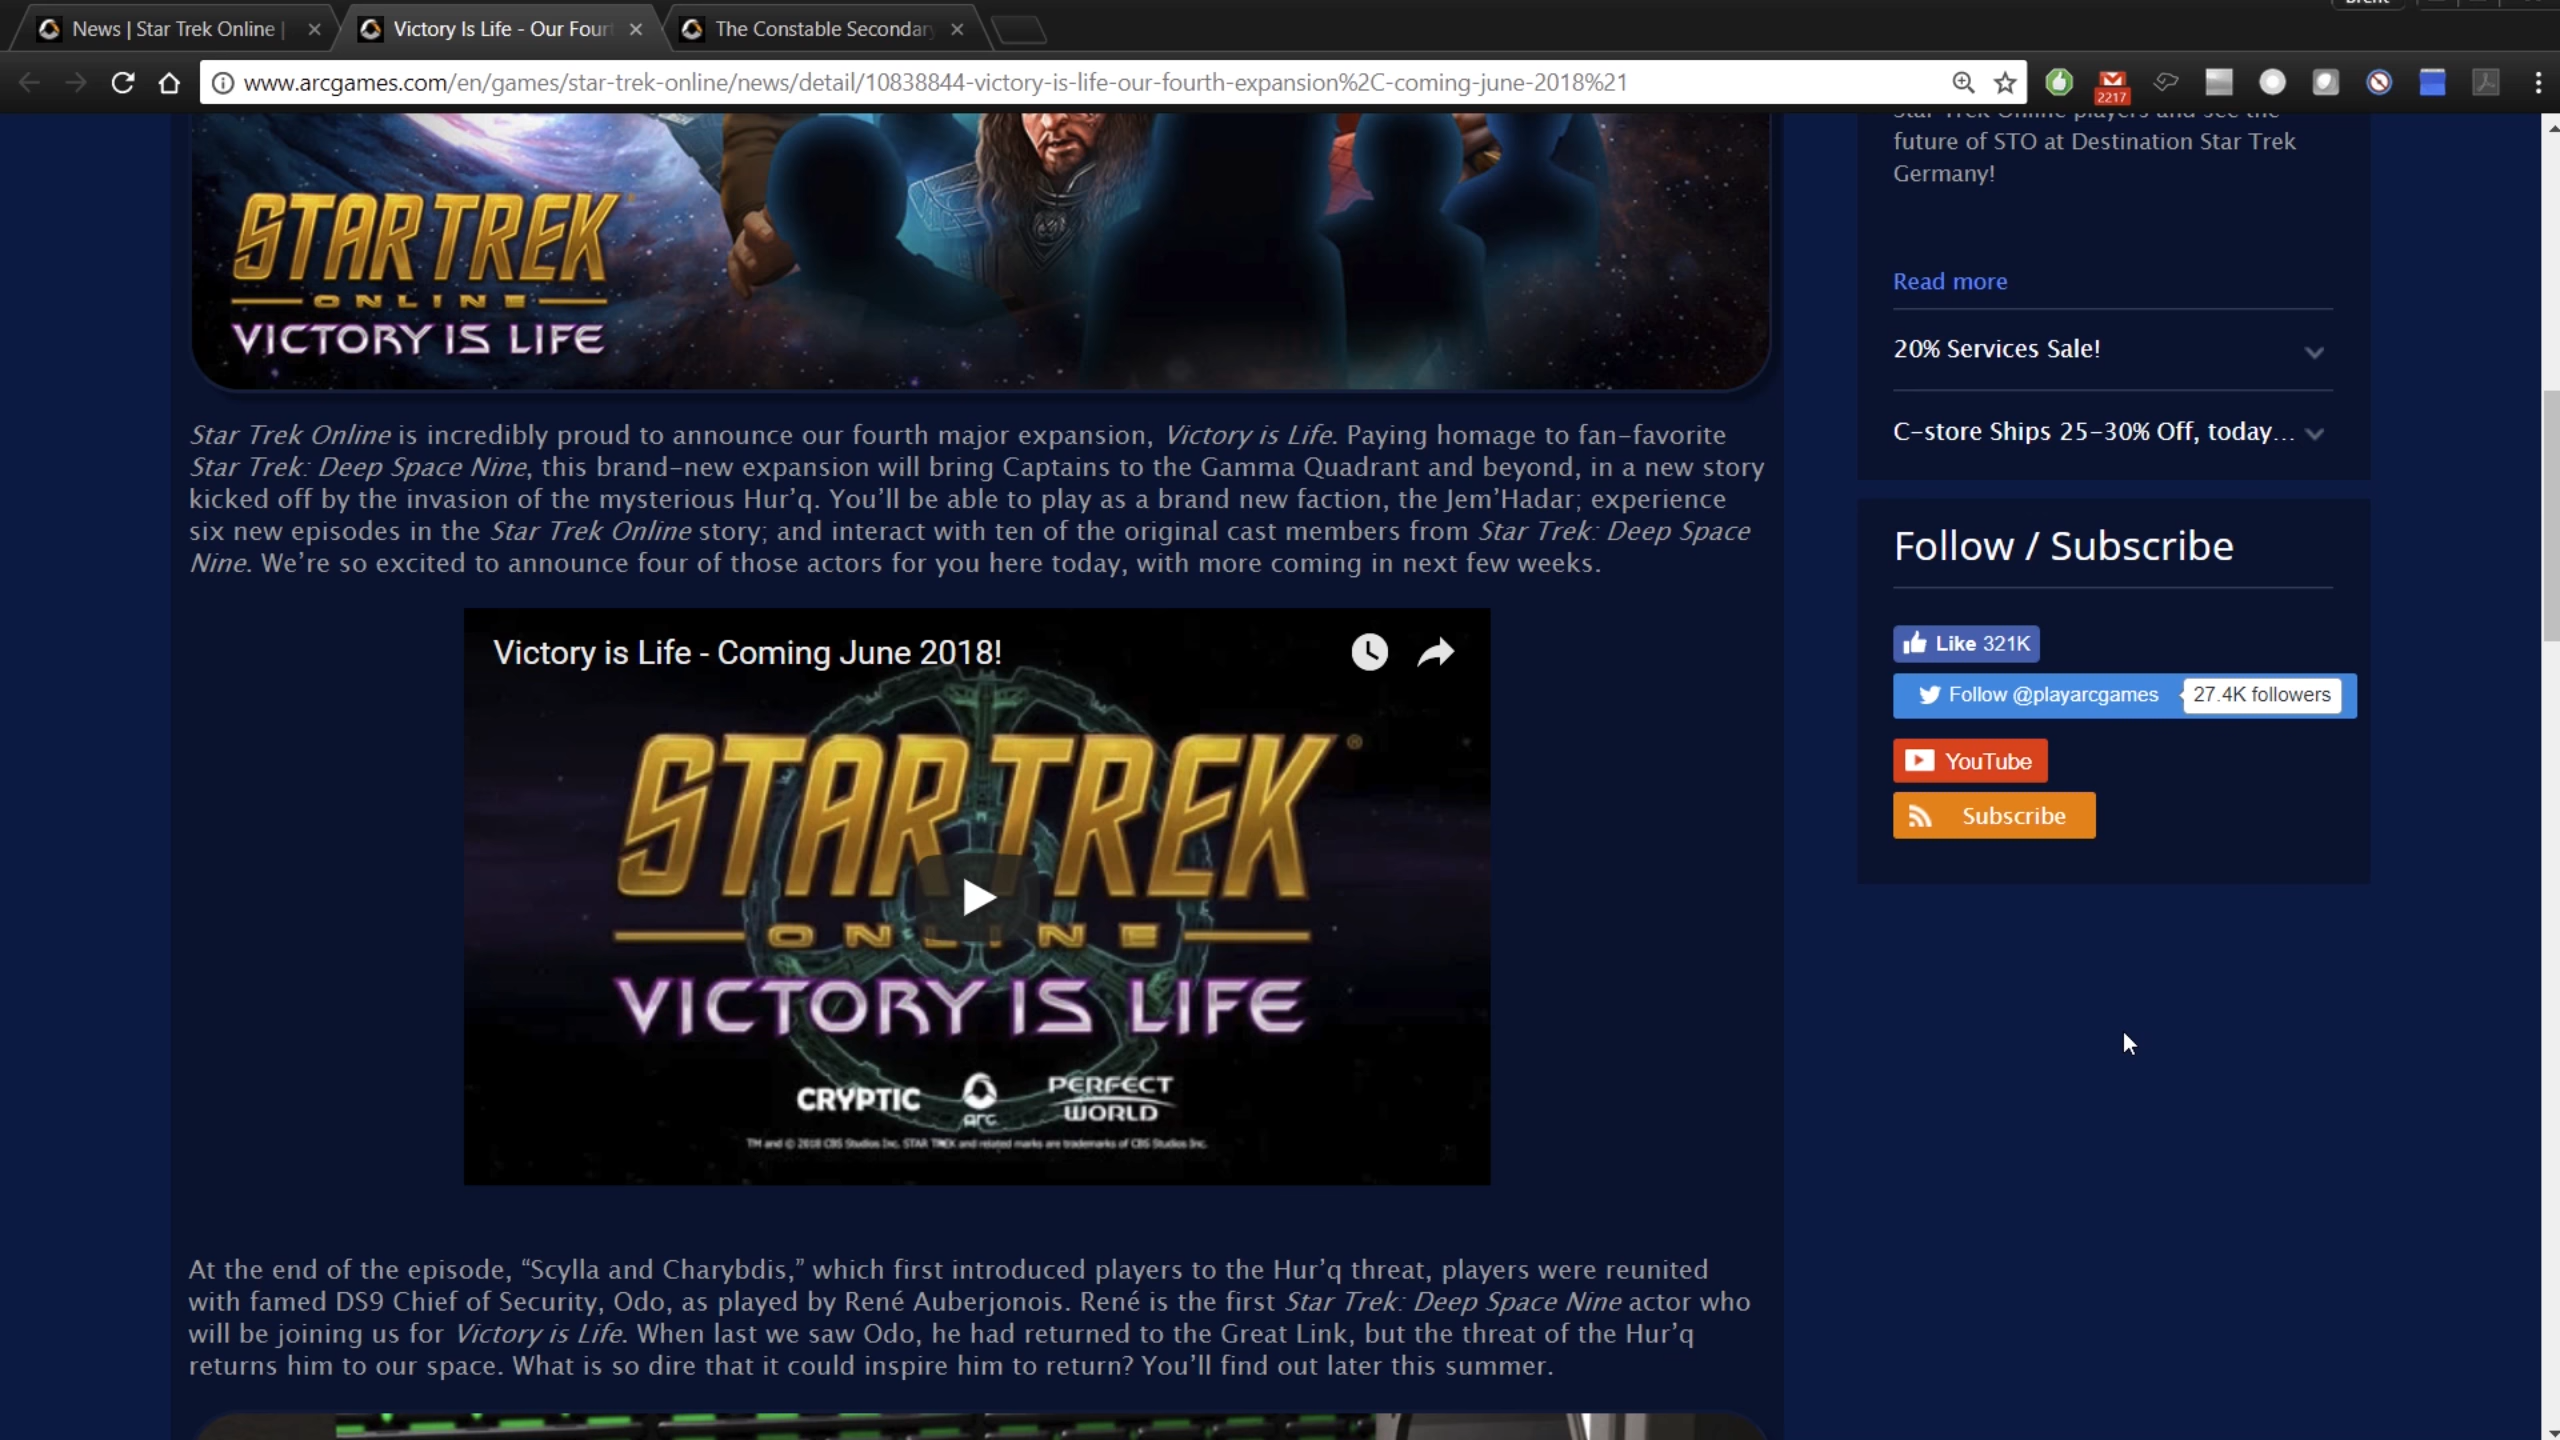 Brent
News | Star Trek Online |
Victory Is Life - Our Fourt
The Constable Secondary
www.arcgames.com/en/games/star-trek-online/news/detail/10838844-victory-is-life-our-fourth-expansion%2C-coming-june-2018%21
2217
STAR TREK
ONLINE
VICTORY IS LIFE
Star Trek Online is incredibly proud to announce our fourth major expansion, Victory is Life. Paying homage to fan-favorite
Star Trek: Deep Space Nine, this brand-new expansion will bring Captains to the Gamma Quadrant and beyond, in a new story
kicked off by the invasion of the mysterious Hur’q. You’ll be able to play as a brand new faction, the Jem’Hadar; experience
six new episodes in the Star Trek Online story; and interact with ten of the original cast members from Star Trek: Deep Space
Nine. We’re so excited to announce four of those actors for you here today, with more coming in next few weeks.
Victory is Life - Coming June 2018!
STAR TREK®
ONLINE
VICTORY IS LIFE
CRYPTIC
arc
PERFECT
WORLD
TM and © 2018 CBS Studios Inc. STAR TREK and related marks are trademarks of CBS Studios Inc.
At the end of the episode, “Scylla and Charybdis,” which first introduced players to the Hur’q threat, players were reunited
with famed DS9 Chief of Security, Odo, as played by René Auberjonois. René is the first Star Trek: Deep Space Nine actor who
will be joining us for Victory is Life. When last we saw Odo, he had returned to the Great Link, but the threat of the Hur’q
returns him to our space. What is so dire that it could inspire him to return? You’ll find out later this summer.
Star Trek Online players and see the
future of STO at Destination Star Trek
Germany!
Read more
20% Services Sale!
C-store Ships 25-30% Off, today...
Follow / Subscribe
Like 321K
Follow @playarcgames
27.4K followers
YouTube
Subscribe